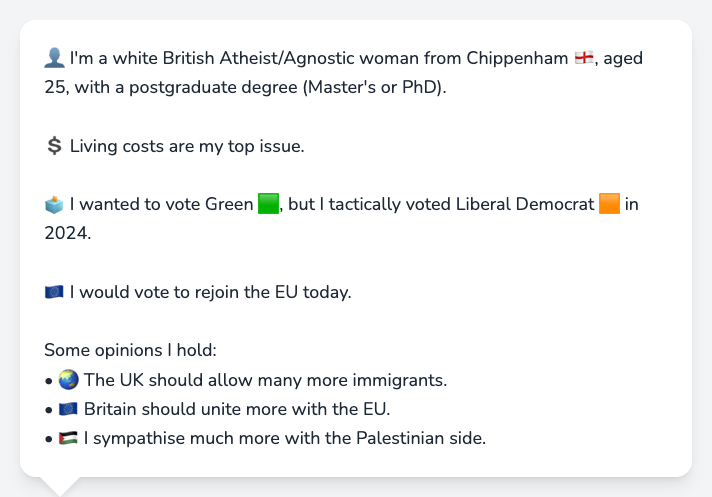 👤 I'm a white British Atheist/Agnostic woman from Chippenham 🏴󠁧󠁢󠁥󠁮󠁧󠁿, aged
25, with a postgraduate degree (Master's or PhD).
💲 Living costs are my top issue.
🗳️ I wanted to vote Green 🟩, but I tactically voted Liberal Democrat 🟧 in
2024.
🇪🇺 I would vote to rejoin the EU today.
Some opinions I hold:
• 🌏 The UK should allow many more immigrants.
• 🇪🇺 Britain should unite more with the EU.
• 🇵🇸 I sympathise much more with the Palestinian side.